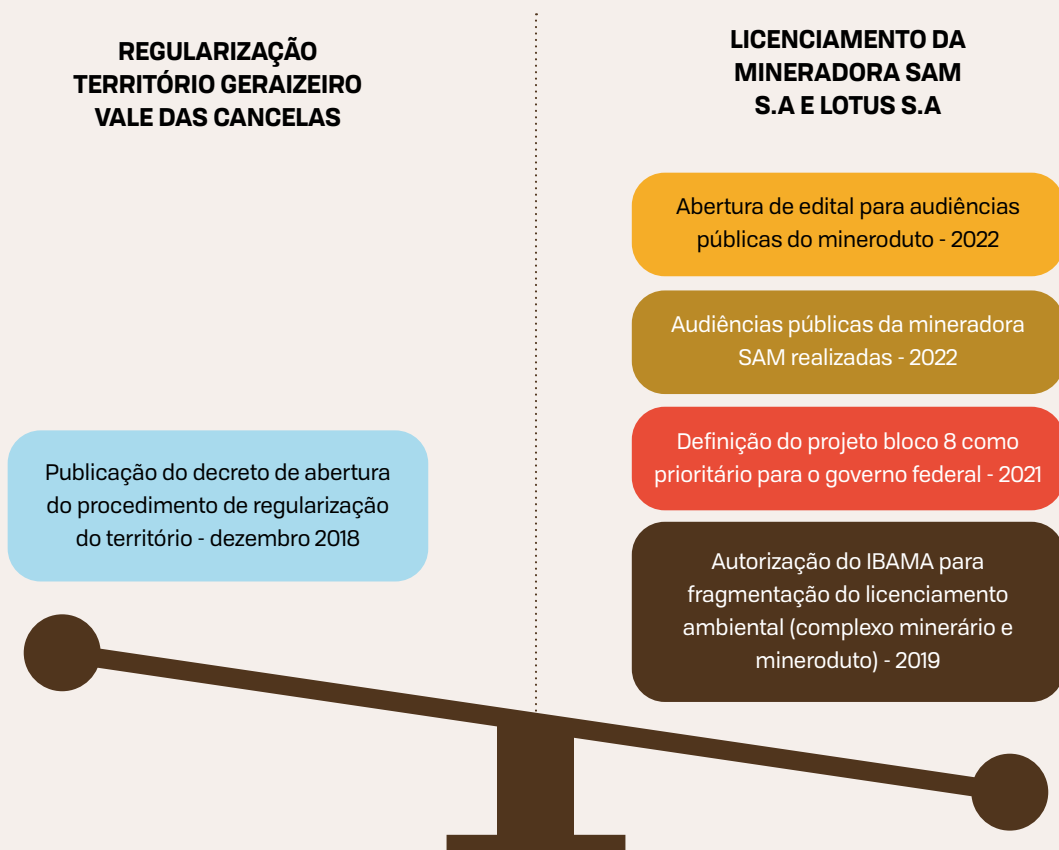 REGULARIZAÇÃO
TERRITÓRIO GERAIZEIRO
VALE DAS CANCELAS
Publicação do decreto de abertura
do procedimento de regularização
do território - dezembro 2018
LICENCIAMENTO DA
MINERADORA SAM
S.A E LOTUS S.A
Abertura de edital para audiências
públicas do mineroduto - 2022
Audiências públicas da mineradora
SAM realizadas - 2022
Definição do projeto bloco 8 como
prioritário para o governo federal - 2021
Autorização do IBAMA para
fragmentação do licenciamento
ambiental (complexo minerário e
mineroduto) - 2019